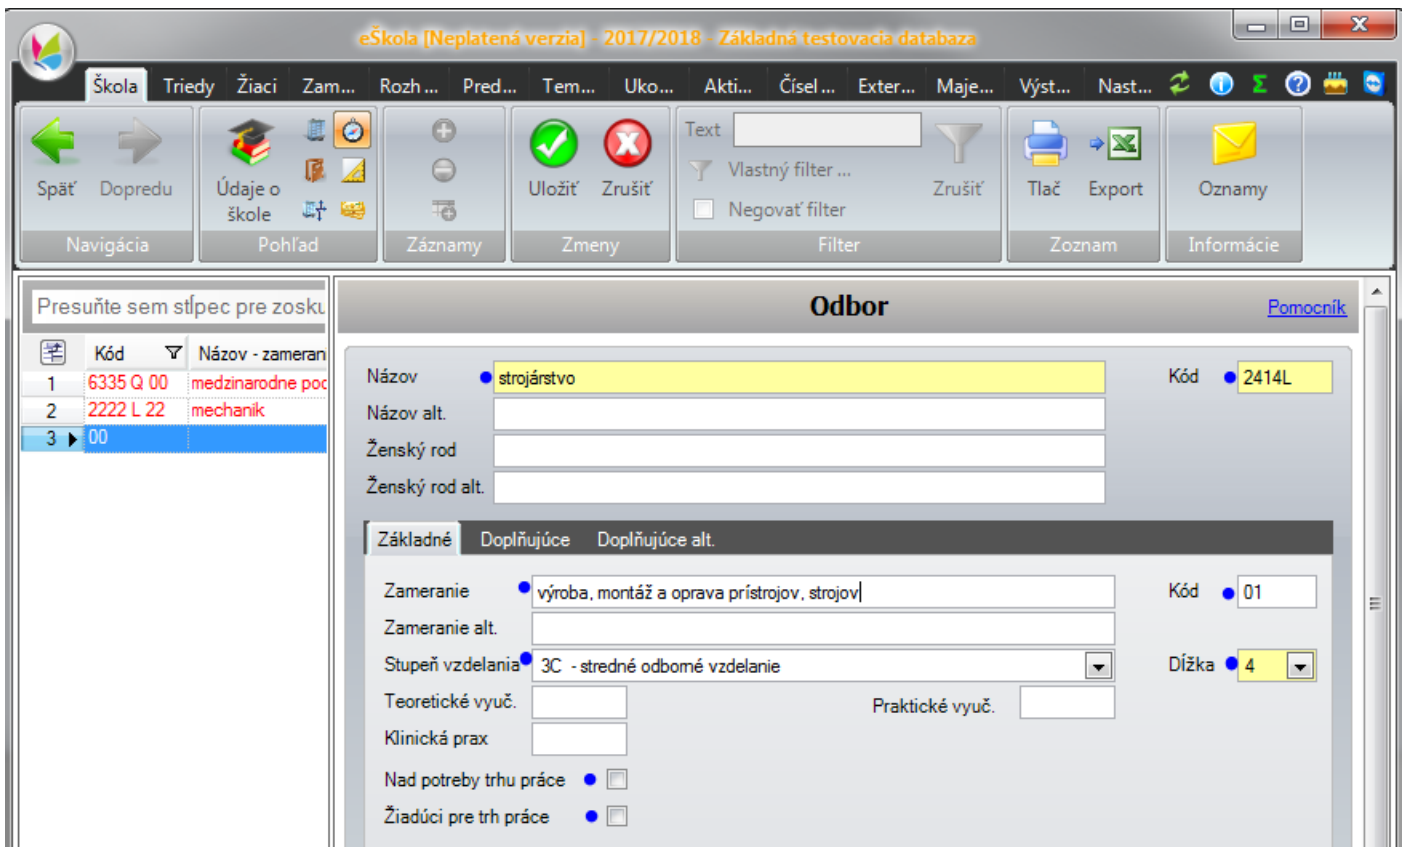 eŠkola [Neplatená verzia] - 2017/2018 - Základná testovacia databaza
Škola Triedy Žiaci Zam... Rozh ... Pred... Tem... Uko... Akti... Čísel ... Exter... Maje... Výst... Nast...
Späť Dopredu
Navigácia
Údaje o
škole
Pohľad
Záznamy
Uložiť Zrušiť
Zmeny
Text
Vlastný filter ...
Negovať filter
Zrušiť
Filter
Tlač Export
Zoznam
Oznamy
Informácie
Presuňte sem stĺpec pre zosku
Kód Názov - zameran
1 6335 Q 00 medzinarodne poc
2 2222 L 22 mechanik
3 00
Odbor Pomocník
Názov strojárstvo Kód 2414L
Názov alt.
Ženský rod
Ženský rod alt.
Základné Doplňujúce Doplňujúce alt.
Zameranie výroba, montáž a oprava prístrojov, strojov Kód 01
Zameranie alt.
Stupeň vzdelania 3C - stredné odborné vzdelanie Dĺžka 4
Teoretické vyuč. Praktické vyuč.
Klinická prax
Nad potreby trhu práce
Žiadúci pre trh práce